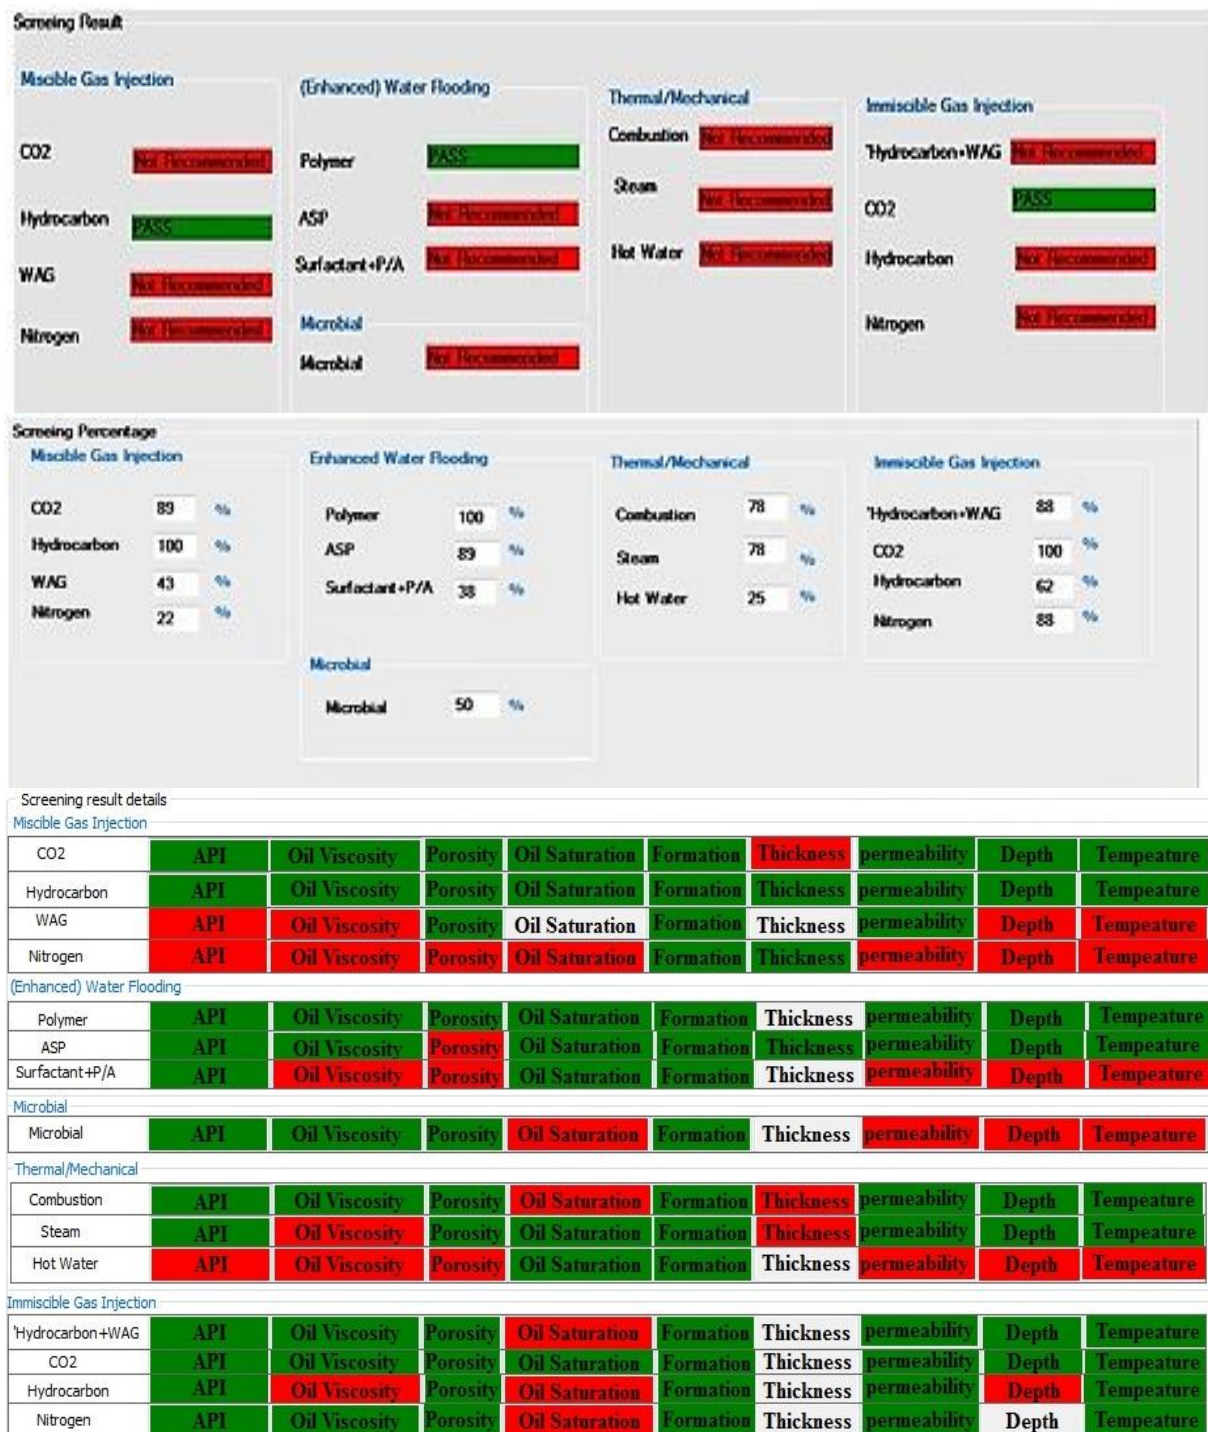 Screeing Result
Miscible Gas Injection
CO2 Not Recommended
Hydrocarbon PASS
WAG Not Recommended
Nitrogen Not Recommended
(Enhanced) Water Flooding
Polymer PASS
ASP Not Recommended
Surfactant+P/A Not Recommended
Microbial
Microbial Not Recommended
Thermal/Mechanical
Combustion Not Recommended
Steam Not Recommended
Hot Water Not Recommended
Immiscible Gas Injection
'Hydrocarbon+WAG Not Recommended
CO2 PASS
Hydrocarbon Not Recommended
Nitrogen Not Recommended
Screeing Percentage
Miscible Gas Injection
CO2 89 %
Hydrocarbon 100 %
WAG 43 %
Nitrogen 22 %
Enhanced Water Flooding
Polymer 100 %
ASP 89 %
Surfactant+P/A 38 %
Microbial
Microbial 50 %
Thermal/Mechanical
Combustion 78 %
Steam 78 %
Hot Water 25 %
Immiscible Gas Injection
'Hydrocarbon+WAG 88 %
CO2 100 %
Hydrocarbon 62 %
Nitrogen 88 %
Screening result details
Miscible Gas Injection
CO2 API Oil Viscosity Porosity Oil Saturation Formation Thickness permeability Depth Tempeature
Hydrocarbon API Oil Viscosity Porosity Oil Saturation Formation Thickness permeability Depth Tempeature
WAG API Oil Viscosity Porosity Oil Saturation Formation Thickness permeability Depth Tempeature
Nitrogen API Oil Viscosity Porosity Oil Saturation Formation Thickness permeability Depth Tempeature
(Enhanced) Water Flooding
Polymer API Oil Viscosity Porosity Oil Saturation Formation Thickness permeability Depth Tempeature
ASP API Oil Viscosity Porosity Oil Saturation Formation Thickness permeability Depth Tempeature
Surfactant+P/A API Oil Viscosity Porosity Oil Saturation Formation Thickness permeability Depth Tempeature
Microbial
Microbial API Oil Viscosity Porosity Oil Saturation Formation Thickness permeability Depth Tempeature
Thermal/Mechanical
Combustion API Oil Viscosity Porosity Oil Saturation Formation Thickness permeability Depth Tempeature
Steam API Oil Viscosity Porosity Oil Saturation Formation Thickness permeability Depth Tempeature
Hot Water API Oil Viscosity Porosity Oil Saturation Formation Thickness permeability Depth Tempeature
Immiscible Gas Injection
'Hydrocarbon+WAG API Oil Viscosity Porosity Oil Saturation Formation Thickness permeability Depth Tempeature
CO2 API Oil Viscosity Porosity Oil Saturation Formation Thickness permeability Depth Tempeature
Hydrocarbon API Oil Viscosity Porosity Oil Saturation Formation Thickness permeability Depth Tempeature
Nitrogen API Oil Viscosity Porosity Oil Saturation Formation Thickness permeability Depth Tempeature